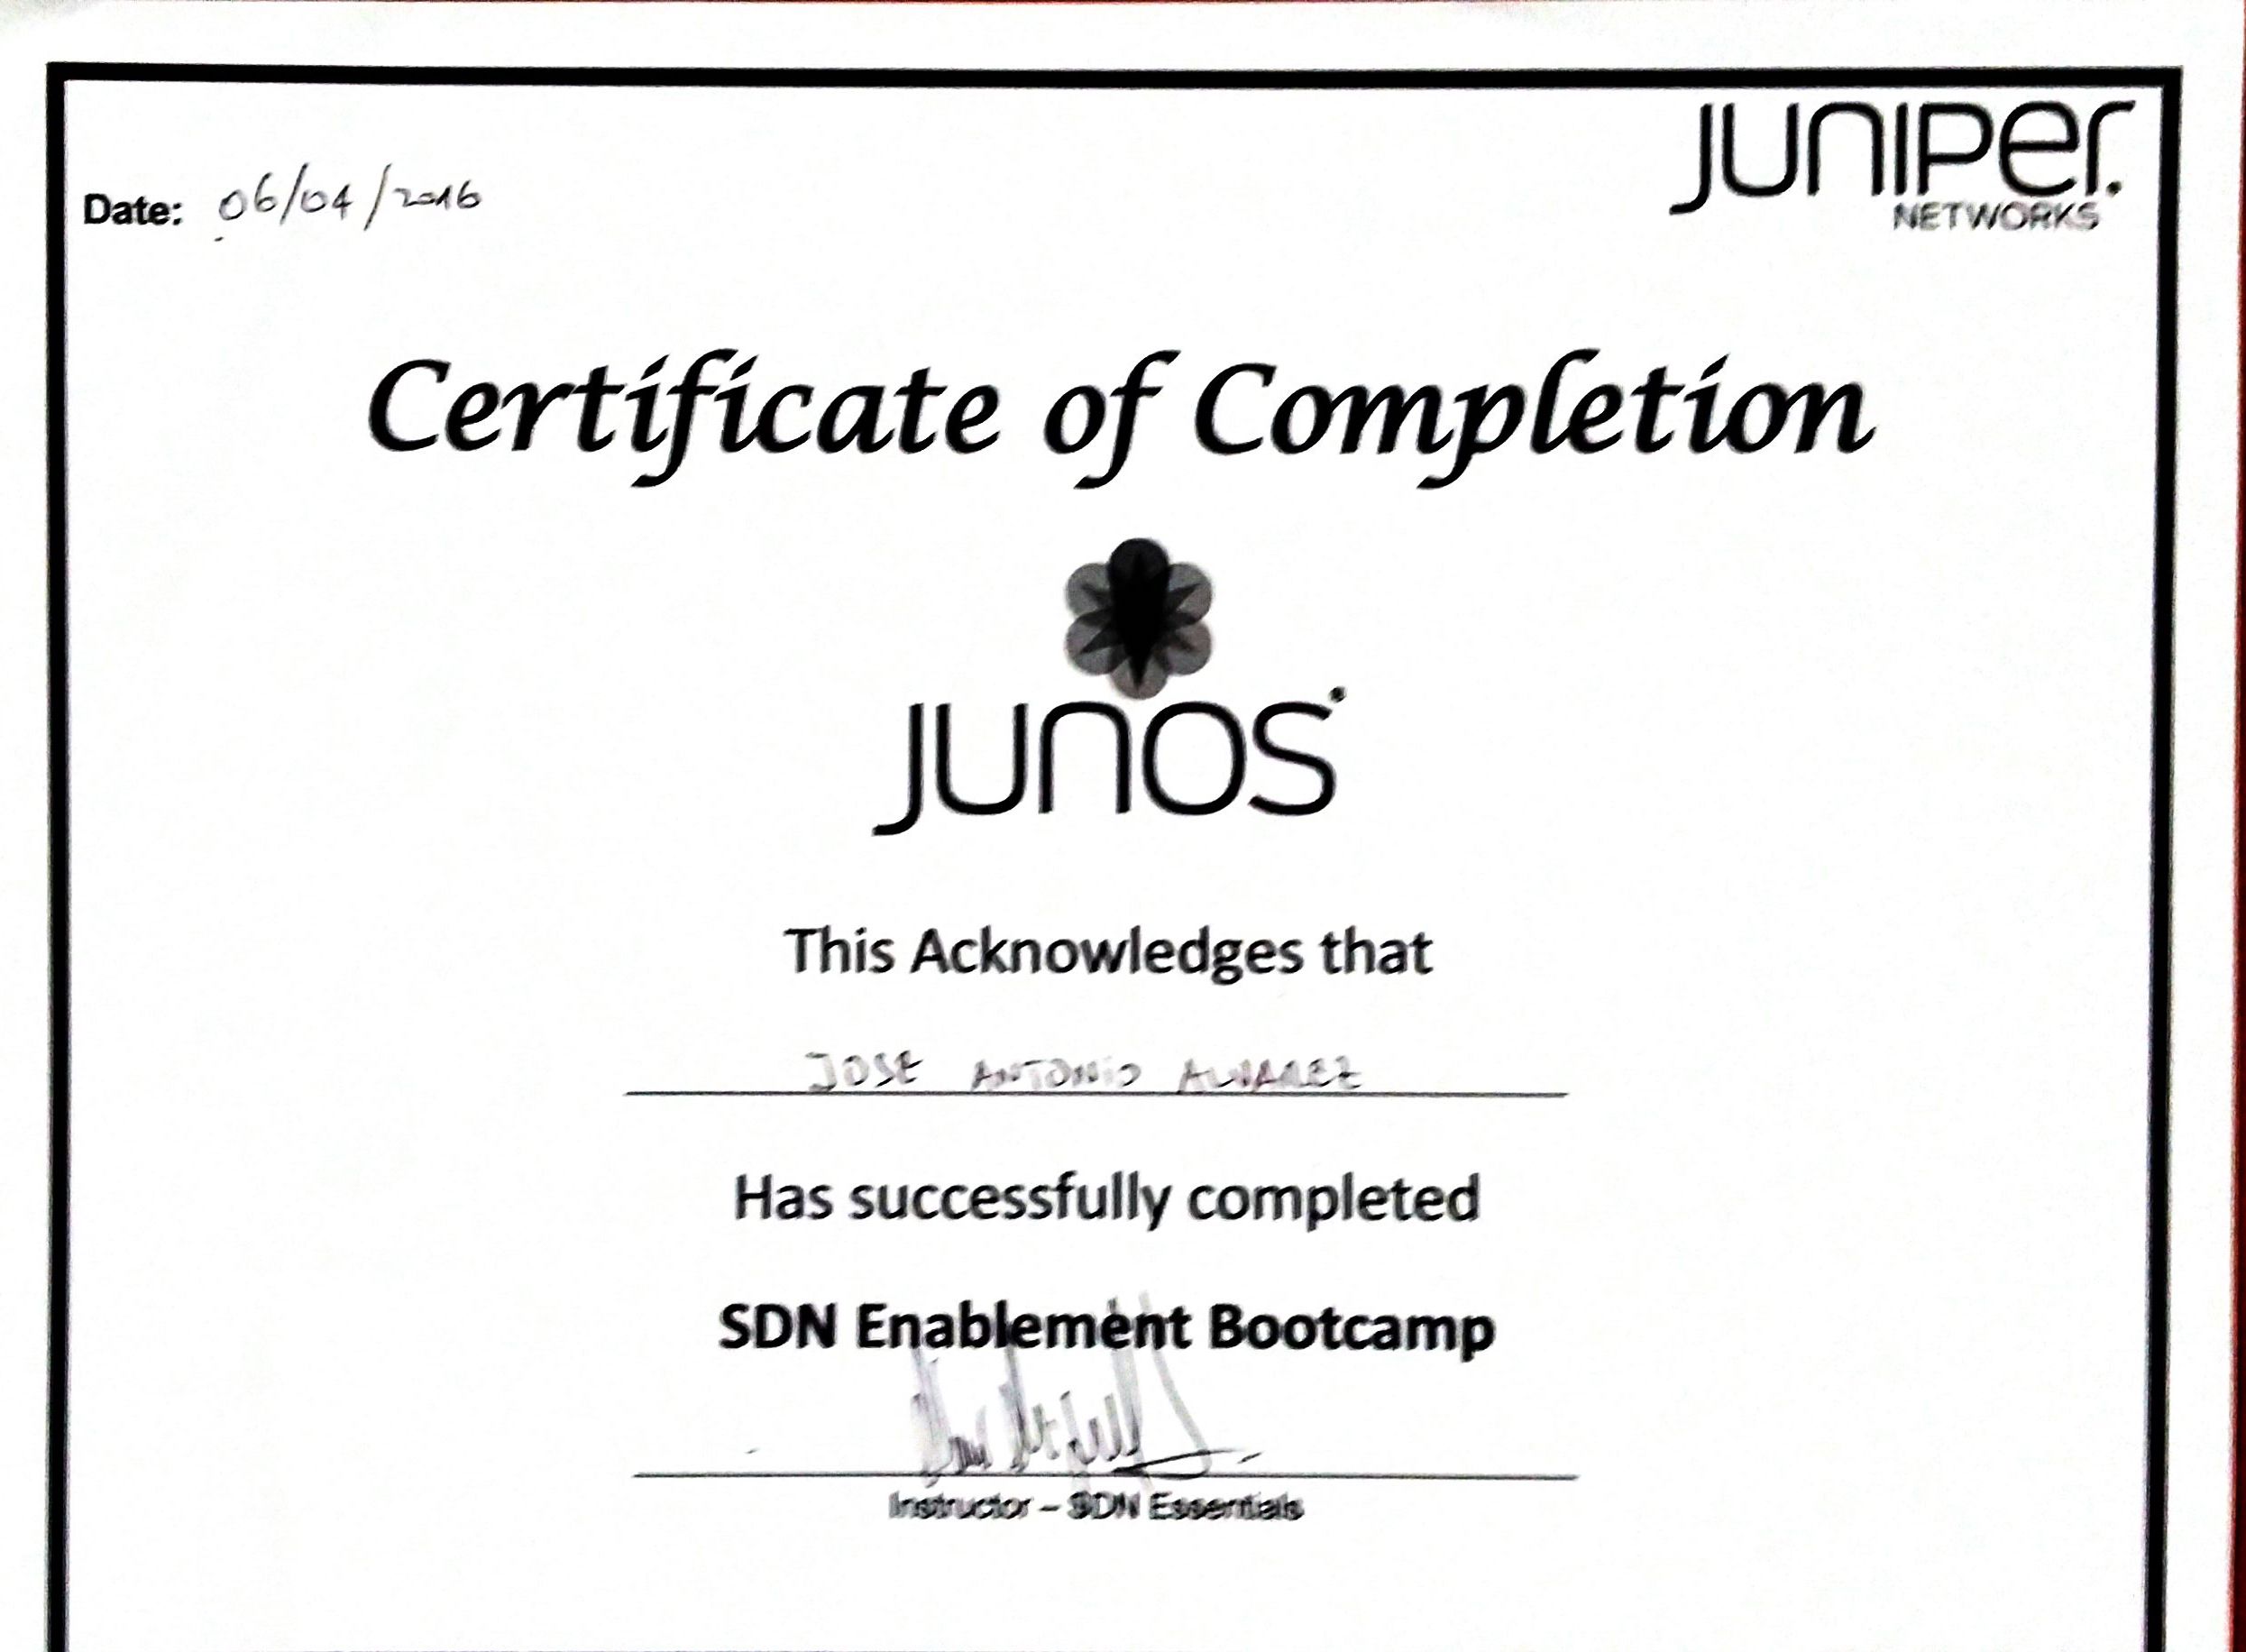 Date: 06/04/2016
JUNIPEr
NETWORKS
Certificate of Completion
JUNOS
This Acknowledges that
JOSE ANTONIO ALVAREZ
Has successfully completed
SDN Enablement Bootcamp
Instructor – SDN Essentials